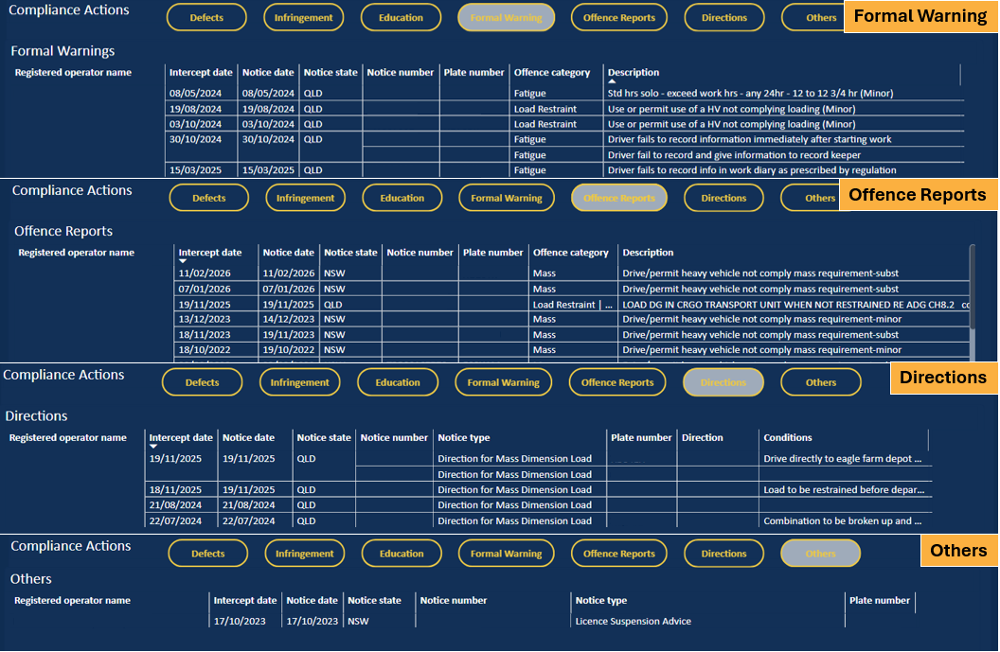 Compliance Actions Defects Infringement Education Formal Warning Offence Reports Directions Others Formal Warning
Formal Warnings
Registered operator name Intercept date Notice date Notice state Notice number Plate number Offence category Description
08/05/2024 08/05/2024 QLD Fatigue Std hrs solo - exceed work hrs - any 24hr - 12 to 12 3/4 hr (Minor)
19/08/2024 19/08/2024 QLD Load Restraint Use or permit use of a HV not complying loading (Minor)
03/10/2024 03/10/2024 QLD Load Restraint Use or permit use of a HV not complying loading (Minor)
30/10/2024 30/10/2024 QLD Fatigue Driver fails to record information immediately after starting work
Fatigue Driver fail to record and give information to record keeper
15/03/2025 15/03/2025 QLD Fatigue Driver fails to record info in work diary as prescribed by regulation
Compliance Actions Defects Infringement Education Formal Warning Offence Reports Directions Others Offence Reports
Offence Reports
Registered operator name Intercept date Notice date Notice state Notice number Plate number Offence category Description
11/02/2026 11/02/2026 NSW Mass Drive/permit heavy vehicle not comply mass requirement-subst
07/01/2026 07/01/2026 NSW Mass Drive/permit heavy vehicle not comply mass requirement-subst
19/11/2025 19/11/2025 QLD Load Restraint | ... LOAD DG IN CRGO TRANSPORT UNIT WHEN NOT RESTRAINED RE ADG CH8.2
13/12/2023 14/12/2023 NSW Mass Drive/permit heavy vehicle not comply mass requirement-minor
18/11/2023 19/11/2023 NSW Mass Drive/permit heavy vehicle not comply mass requirement-subst
18/10/2022 19/10/2022 NSW Mass Drive/permit heavy vehicle not comply mass requirement-minor
Compliance Actions Defects Infringement Education Formal Warning Offence Reports Directions Others Directions
Directions
Registered operator name Intercept date Notice date Notice state Notice number Notice type Plate number Direction Conditions
19/11/2025 19/11/2025 QLD Direction for Mass Dimension Load Drive directly to eagle farm depot ...
Direction for Mass Dimension Load
18/11/2025 19/11/2025 QLD Direction for Mass Dimension Load Load to be restrained before depar...
21/08/2024 21/08/2024 QLD Direction for Mass Dimension Load
22/07/2024 22/07/2024 QLD Direction for Mass Dimension Load Combination to be broken up and ...
Compliance Actions Defects Infringement Education Formal Warning Offence Reports Directions Others Others
Others
Registered operator name Intercept date Notice date Notice state Notice number Notice type Plate number
17/10/2023 17/10/2023 NSW Licence Suspension Advice